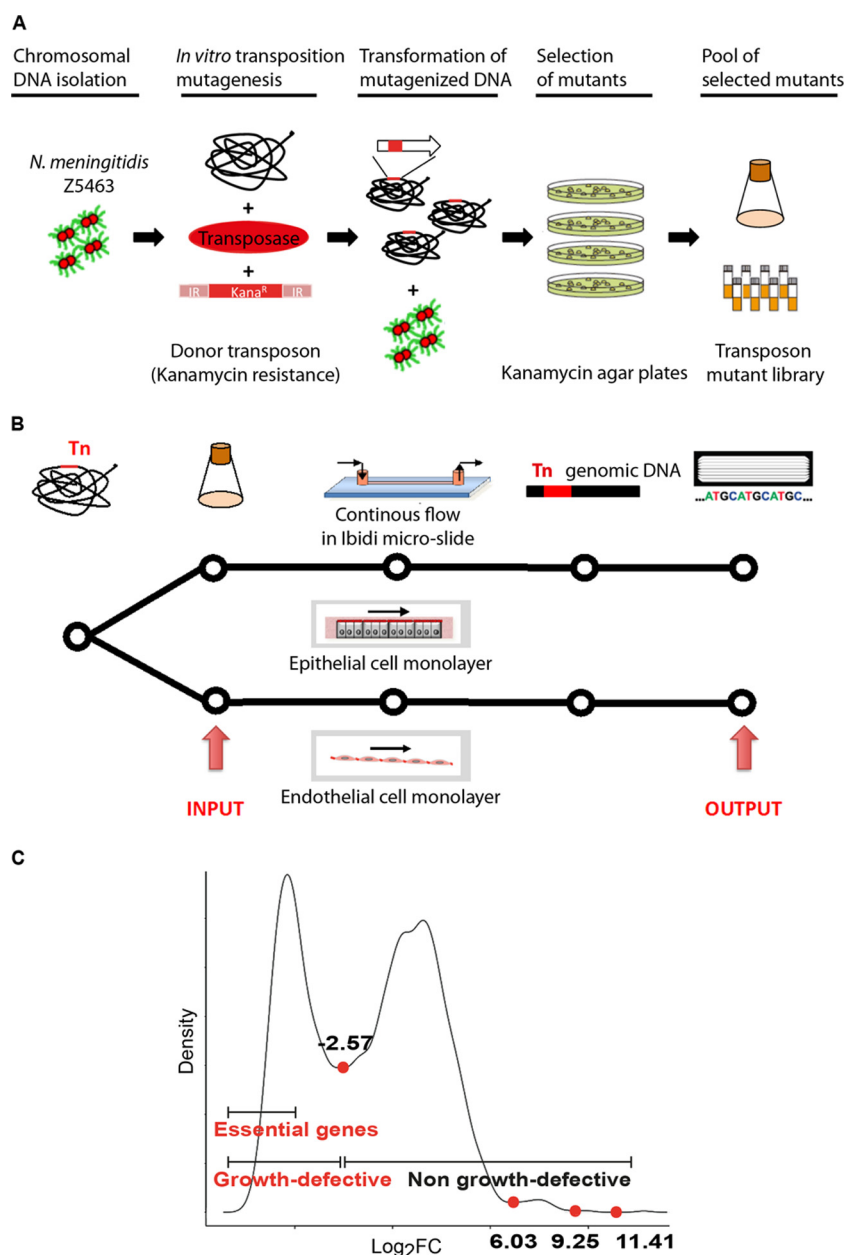 A
Chromosomal
DNA isolation
In vitro transposition
mutagenesis
Transformation of
mutagenized DNA
Selection
of mutants
Pool of
selected mutants
N. meningitidis
Z5463
+
Transposase
+
IR KanaR IR
+
Donor transposon
(Kanamycin resistance)
Kanamycin agar plates
Transposon
mutant library
B
Tn
Continous flow
in Ibidi micro-slide
Tn genomic DNA
...ATGCATGCATGC...
Epithelial cell monolayer
Endothelial cell monolayer
INPUT
OUTPUT
C
Density
-2.57
Essential genes
Growth-defective
Non growth-defective
6.03 9.25 11.41
Log2FC